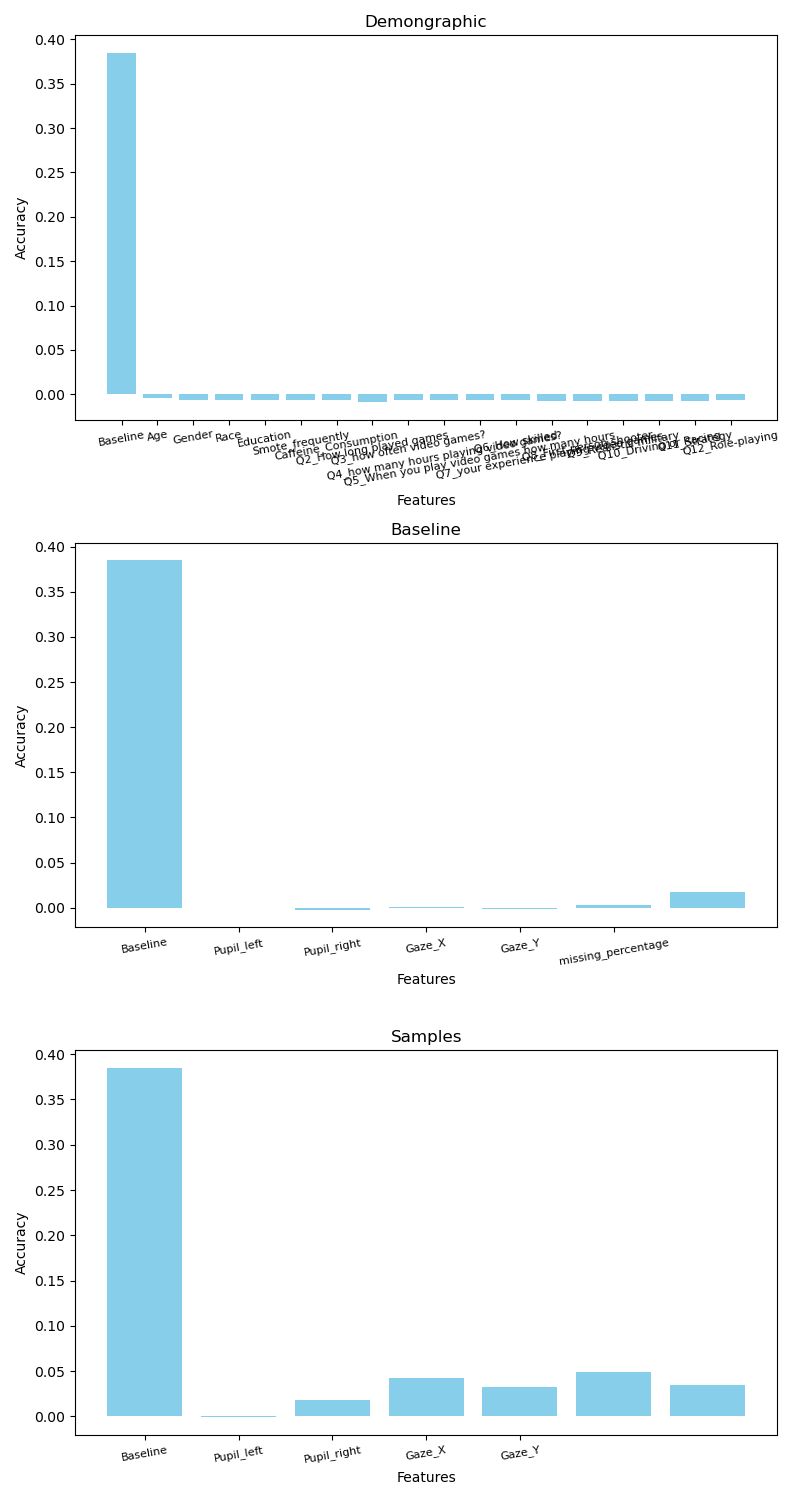 Demongraphic
0.40
0.35
0.30
0.25
0.20
0.15
0.10
0.05
0.00
Accuracy
Baseline
Age
Gender
Race
Education
Smote_frequently
Caffeine_Consumption
Q2_How long played games
Q3_how often video games?
Q4_how many hours playing video games?
Q5_When you play video games how many hours
Q6_How skilled
Q7_your experience playing
Q10_Driving or Racing
Q11_Strategy
Q12_Role-playing
Features
Baseline
0.40
0.35
0.30
0.25
0.20
0.15
0.10
0.05
0.00
Accuracy
Baseline
Pupil_left
Pupil_right
Gaze_X
Gaze_Y
missing_percentage
Features
Samples
0.40
0.35
0.30
0.25
0.20
0.15
0.10
0.05
0.00
Accuracy
Baseline
Pupil_left
Pupil_right
Gaze_X
Gaze_Y
Features